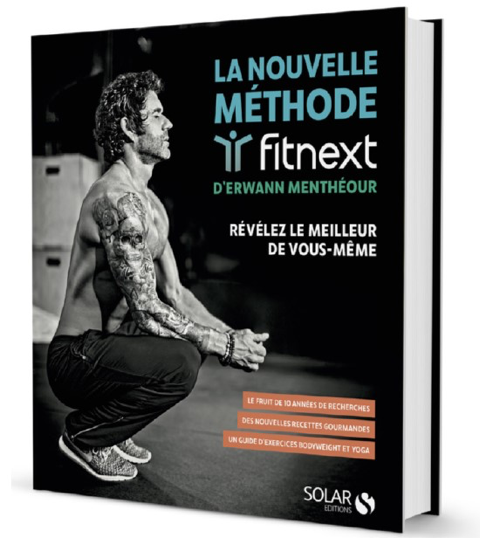 LA NOUVELLE
MÉTHODE
fitnext
D'ERWANN MENTHÉOUR
RÉVÉLEZ LE MEILLEUR
DE VOUS-MÊME
LE FRUIT DE 10 ANNÉES DE RECHERCHES
DES NOUVELLES RECETTES GOURMANDES
UN GUIDE D'EXERCICES BODYWEIGHT ET YOGA
SOLAR
EDITIONS